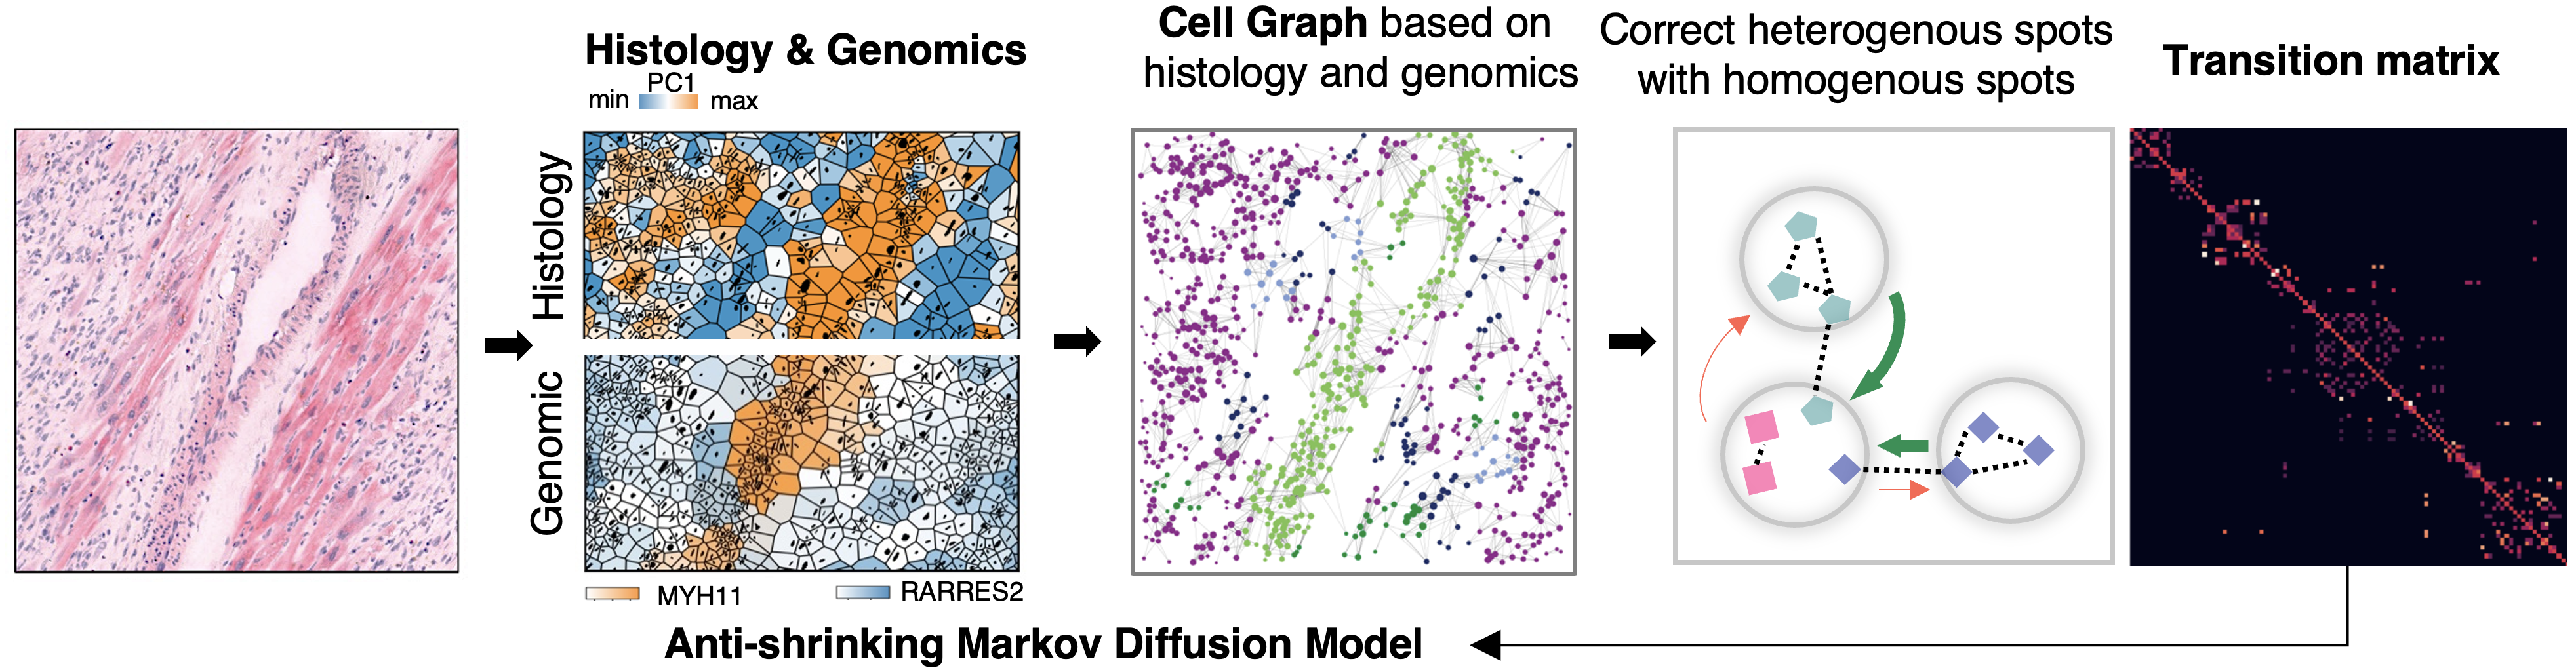 Histology & Genomics
PC1
min max
Histology
Genomic
MYH11
RARRES2
Cell Graph based on
histology and genomics
Correct heterogenous spots
with homogenous spots
Transition matrix
Anti-shrinking Markov Diffusion Model